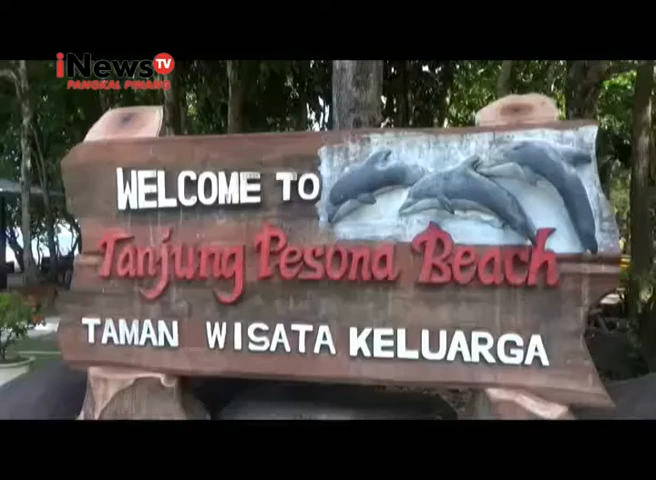 iNews TV
PANGKAL PINANG
WELCOME TO
Tanjung Pesona Beach
TAMAN WISATA KELUARGA